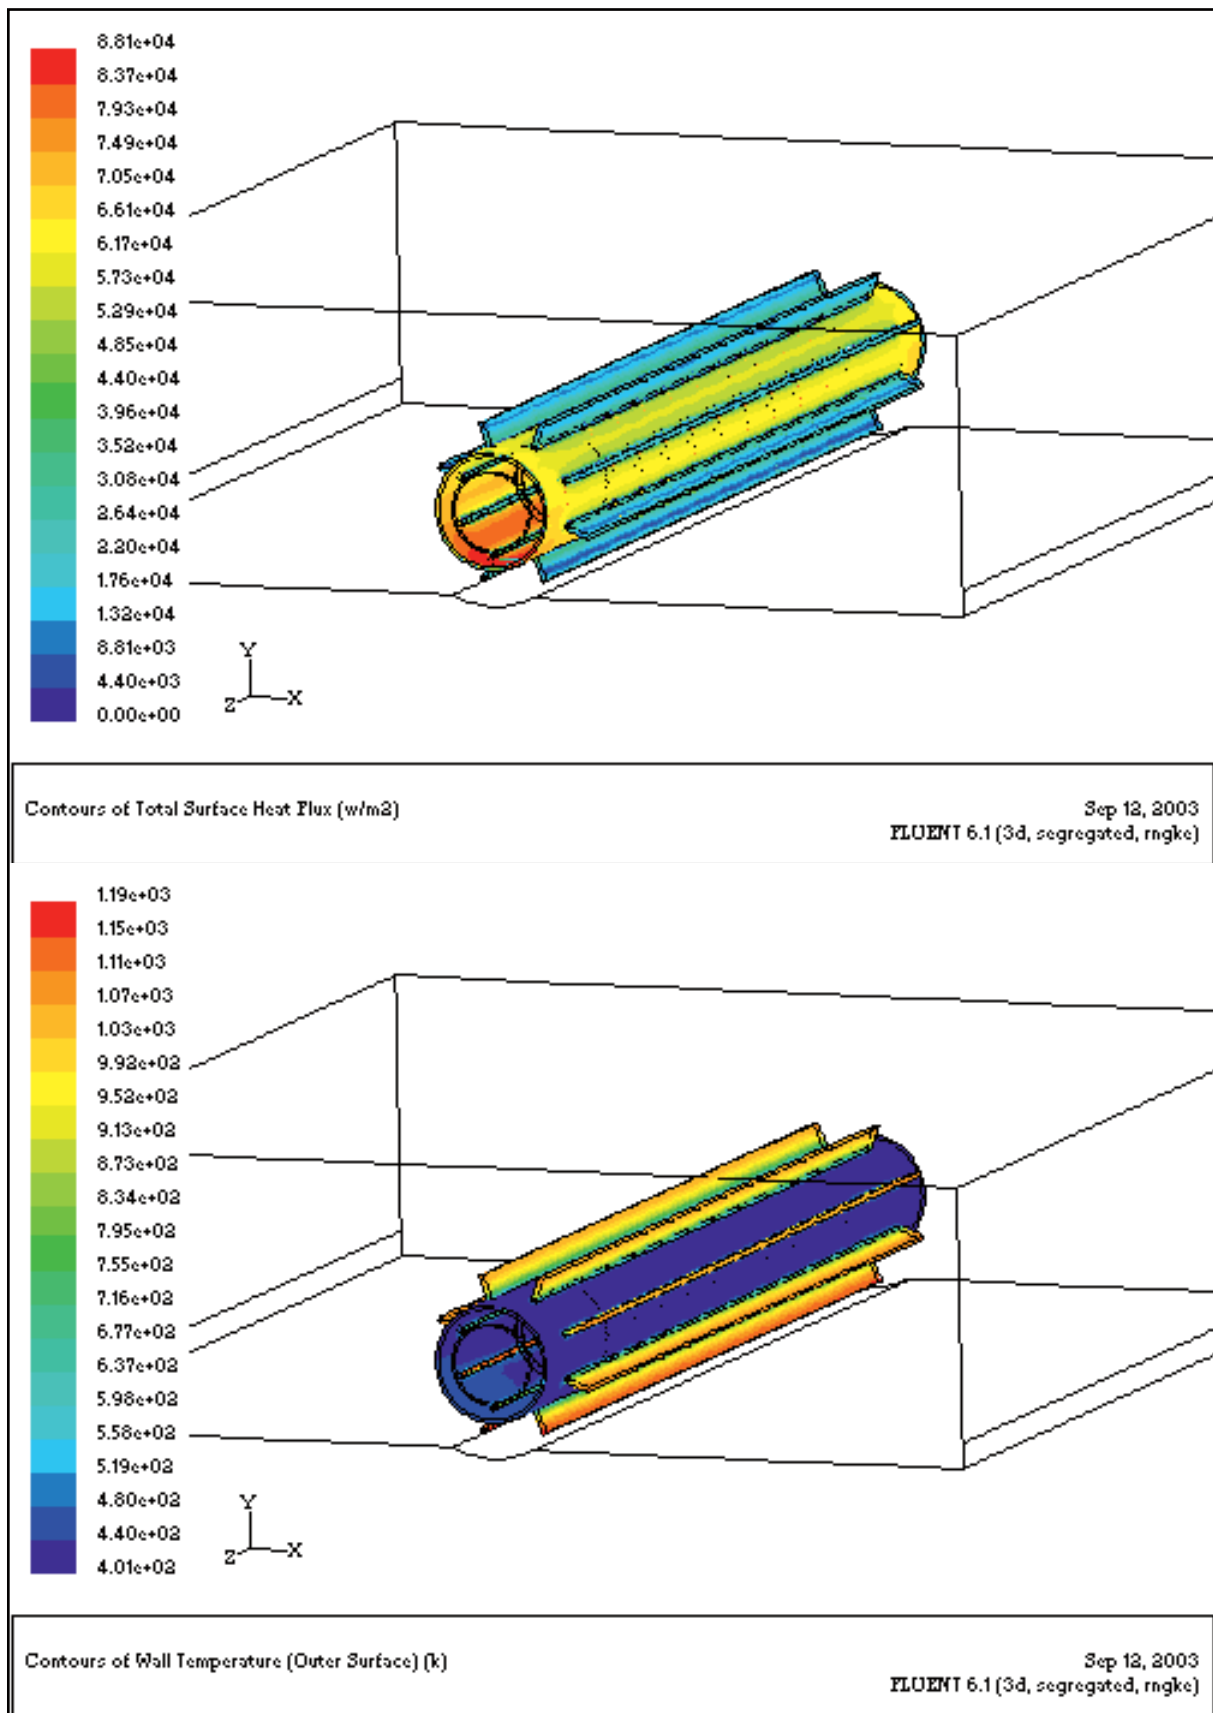 8.81e+04
8.37e+04
7.93e+04
7.49e+04
7.05e+04
6.61e+04
6.17e+04
5.73e+04
5.29e+04
4.85e+04
4.40e+04
3.96e+04
3.52e+04
3.08e+04
2.64e+04
2.20e+04
1.76e+04
1.32e+04
8.81e+03
4.40e+03
0.00e+00
Y
Z X
Contours of Total Surface Heat Flux (w/m2)
Sep 12, 2003
FLUENT 6.1 (3d, segregated, rngke)
1.19e+03
1.15e+03
1.11e+03
1.07e+03
1.03e+03
9.92e+02
9.52e+02
9.13e+02
8.73e+02
8.34e+02
7.95e+02
7.55e+02
7.16e+02
6.77e+02
6.37e+02
5.98e+02
5.58e+02
5.19e+02
4.80e+02
4.40e+02
4.01e+02
Y
Z X
Contours of Wall Temperature (Outer Surface) (k)
Sep 12, 2003
FLUENT 6.1 (3d, segregated, rngke)